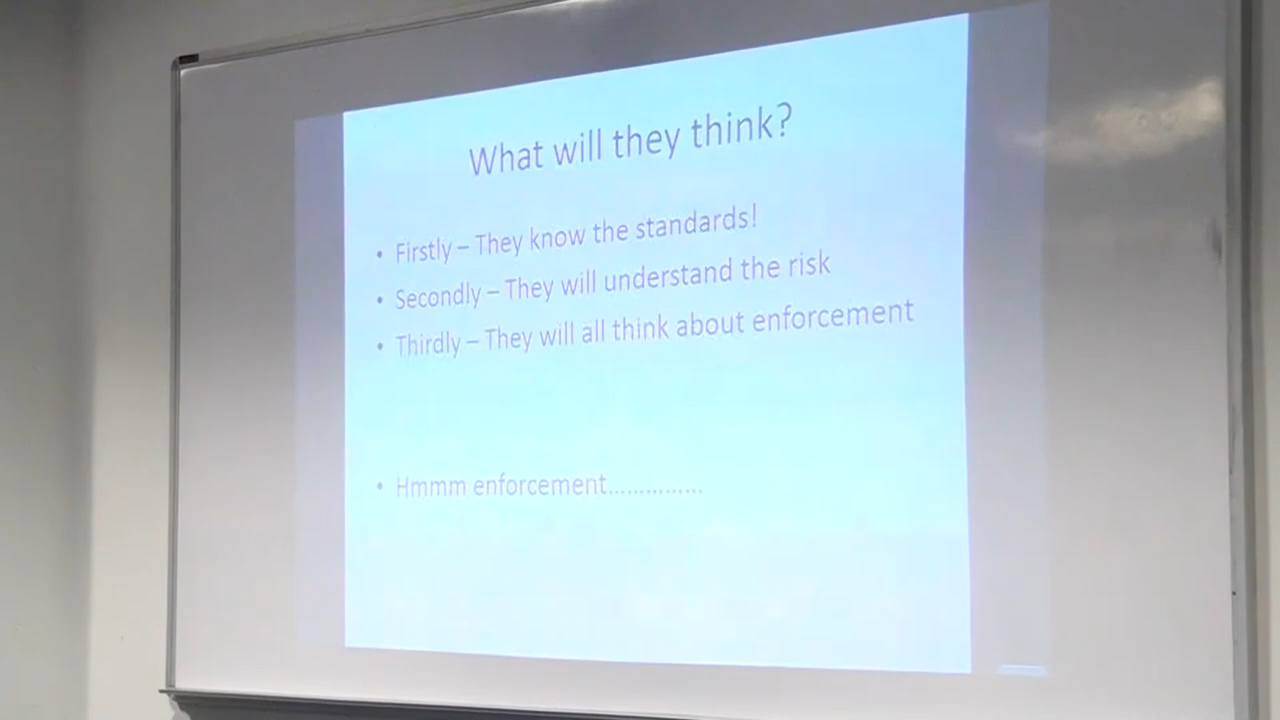 What will they think?
• Firstly – They know the standards!
• Secondly – They will understand the risk
• Thirdly – They will all think about enforcement
• Hmmm enforcement……………